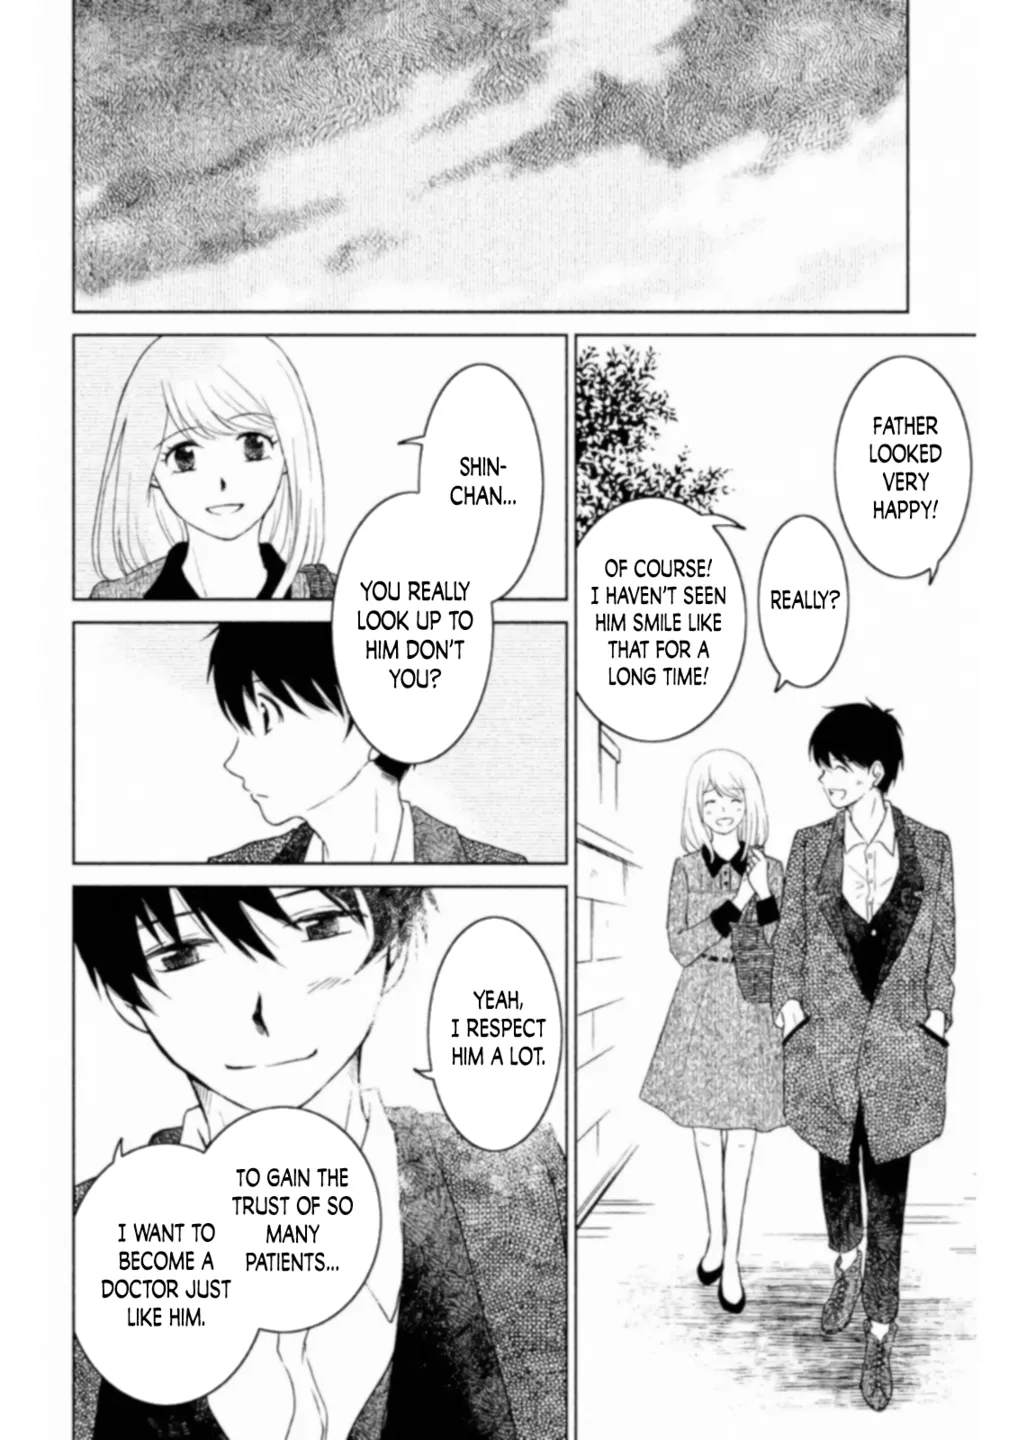 FATHER
LOOKED
VERY
HAPPY!
REALLY?
OF COURSE!
I HAVEN'T SEEN
HIM SMILE LIKE
THAT FOR A
LONG TIME!
SHIN-
CHAN...
YOU REALLY
LOOK UP TO
HIM DON'T
YOU?
YEAH,
I RESPECT
HIM A LOT.
TO GAIN THE
TRUST OF SO
MANY
PATIENTS...
I WANT TO
BECOME A
DOCTOR JUST
LIKE HIM.